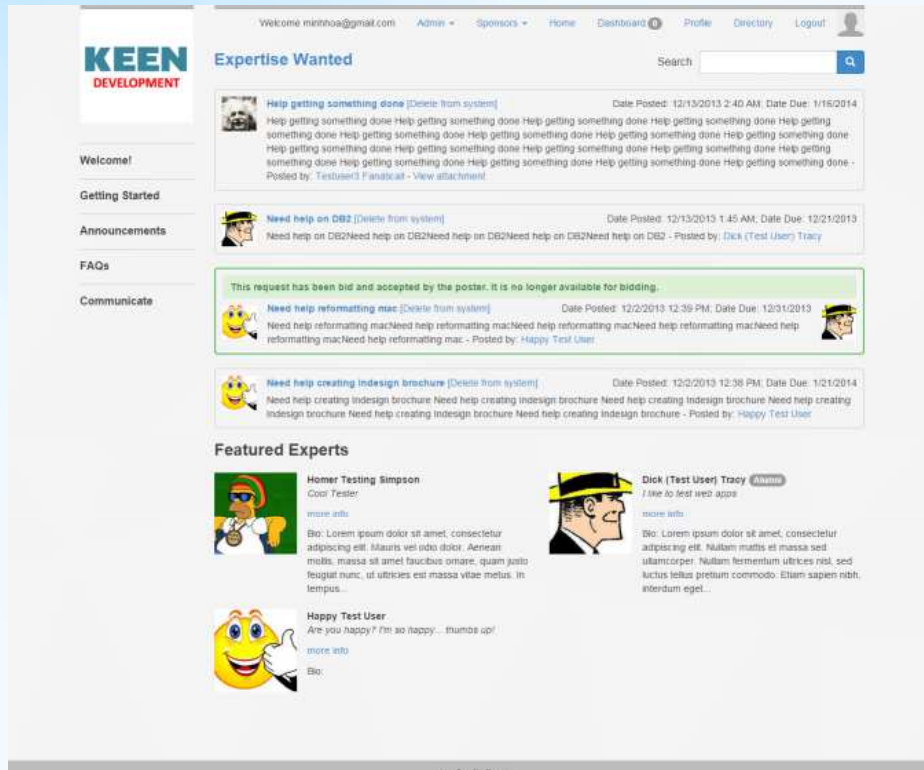 Welcome minhhoa@gmail.com Admin Sponsors Home Dashboard 0 Profile Directory Logout
KEEN
DEVELOPMENT
Expertise Wanted
Search
Welcome!
Getting Started
Announcements
FAQs
Communicate
Help getting something done [Delete from system] Date Posted: 12/13/2013 2:40 AM; Date Due: 1/16/2014
Help getting something done Help getting something done Help getting something done Help getting something done Help getting
something done Help getting something done Help getting something done Help getting something done Help getting something done
Help getting something done Help getting something done Help getting something done Help getting something done Help getting
something done Help getting something done Help getting something done Help getting something done Help getting something done -
Posted by: Testuser3 Fanaticall - View attachment
Need help on DB2 [Delete from system] Date Posted: 12/13/2013 1:45 AM; Date Due: 12/21/2013
Need help on DB2Need help on DB2Need help on DB2Need help on DB2Need help on DB2 - Posted by: Dick (Test User) Tracy
This request has been bid and accepted by the poster. It is no longer available for bidding.
Need help reformatting mac [Delete from system] Date Posted: 12/2/2013 12:39 PM; Date Due: 12/31/2013
Need help reformatting macNeed help reformatting macNeed help reformatting macNeed help reformatting macNeed help
reformatting macNeed help reformatting mac - Posted by: Happy Test User
Need help creating Indesign brochure [Delete from system] Date Posted: 12/2/2013 12:38 PM; Date Due: 1/21/2014
Need help creating Indesign brochure Need help creating Indesign brochure Need help creating Indesign brochure Need help creating
Indesign brochure Need help creating Indesign brochure Need help creating Indesign brochure - Posted by: Happy Test User
Featured Experts
Homer Testing Simpson
Cool Tester
more info
Bio: Lorem ipsum dolor sit amet, consectetur
adipiscing elit. Mauris vel odio dolor. Aenean
mollis, massa sit amet faucibus ornare, quam justo
feugiat nunc, ut ultricies est massa vitae metus. In
tempus...
Dick (Test User) Tracy Alumni
I like to test web apps
more info
Bio: Lorem ipsum dolor sit amet, consectetur
adipiscing elit. Nullam mattis et massa sed
ullamcorper. Nullam fermentum ultrices nisl, sed
luctus tellus pretium commodo. Etiam sapien nibh,
interdum eget...
Happy Test User
Are you happy? I'm so happy... thumbs up!
more info
Bio: